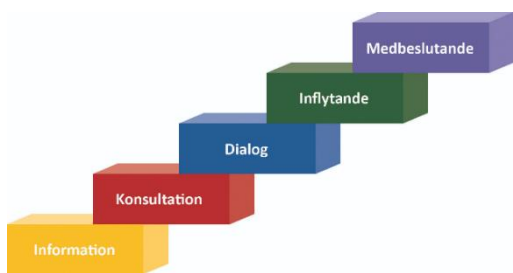 Medbeslutande
Inflytande
Dialog
Konsultation
Information